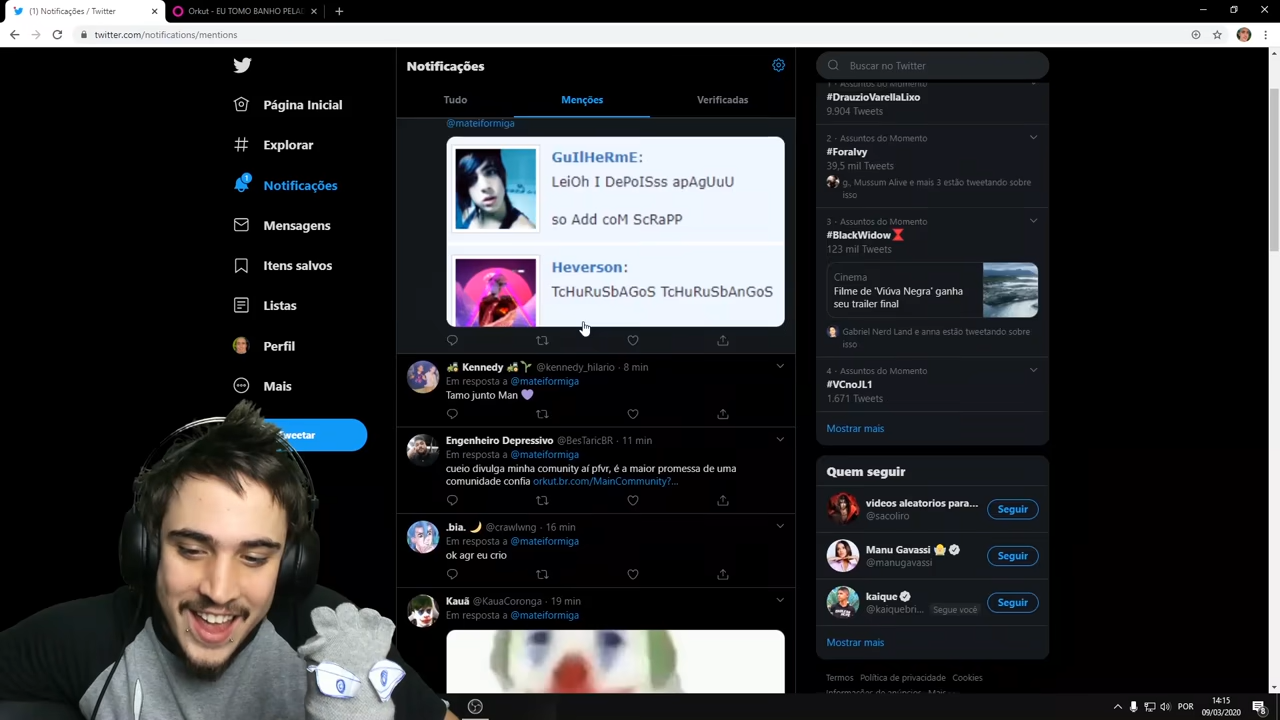 (1) Notificações / Twitter
Orkut - EU TOMO BANHO PELAD
twitter.com/notifications/mentions
Página Inicial
Explorar
1
Notificações
Mensagens
Itens salvos
Listas
Perfil
Mais
Tweetar
Notificações
Tudo
Menções
Verificadas
@mateiformiga
GuIlHeRmE:
LeiOh I DePoISss apAgUuU
so Add coM ScRaPP
Heverson:
TcHuRuSbAGoS TcHuRuSbAnGoS
Kennedy @kennedy_hilario · 8 min
Em resposta a @mateiformiga
Tamo junto Man 💜
Engenheiro Depressivo @BesTaricBR · 11 min
Em resposta a @mateiformiga
cueio divulga minha comunity aí pfvr, é a maior promessa de uma
comunidade confia orkut.br.com/MainCommunity?...
.bia. 🌙 @crawlwng · 16 min
Em resposta a @mateiformiga
ok agr eu crio
Kauã @KauaCoronga · 19 min
Em resposta a @mateiformiga
Buscar no Twitter
1 · Assuntos do Momento
#DrauzioVarellaLixo
9.904 Tweets
2 · Assuntos do Momento
#ForaIvy
39,5 mil Tweets
g., Mussum Alive e mais 3 estão tweetando sobre
isso
3 · Assuntos do Momento
#BlackWidow
123 mil Tweets
Cinema
Filme de 'Viúva Negra' ganha
seu trailer final
Gabriel Nerd Land e anna estão tweetando sobre
isso
4 · Assuntos do Momento
#VCnoJL1
1.671 Tweets
Mostrar mais
Quem seguir
videos aleatorios para...
@sacoliro
Seguir
Manu Gavassi
@manugavassi
Seguir
kaique
@kaiquebri...
Segue você
Seguir
Mostrar mais
Termos Política de privacidade Cookies
Informações de anúncios Mais
POR
14:15
09/03/2020
8